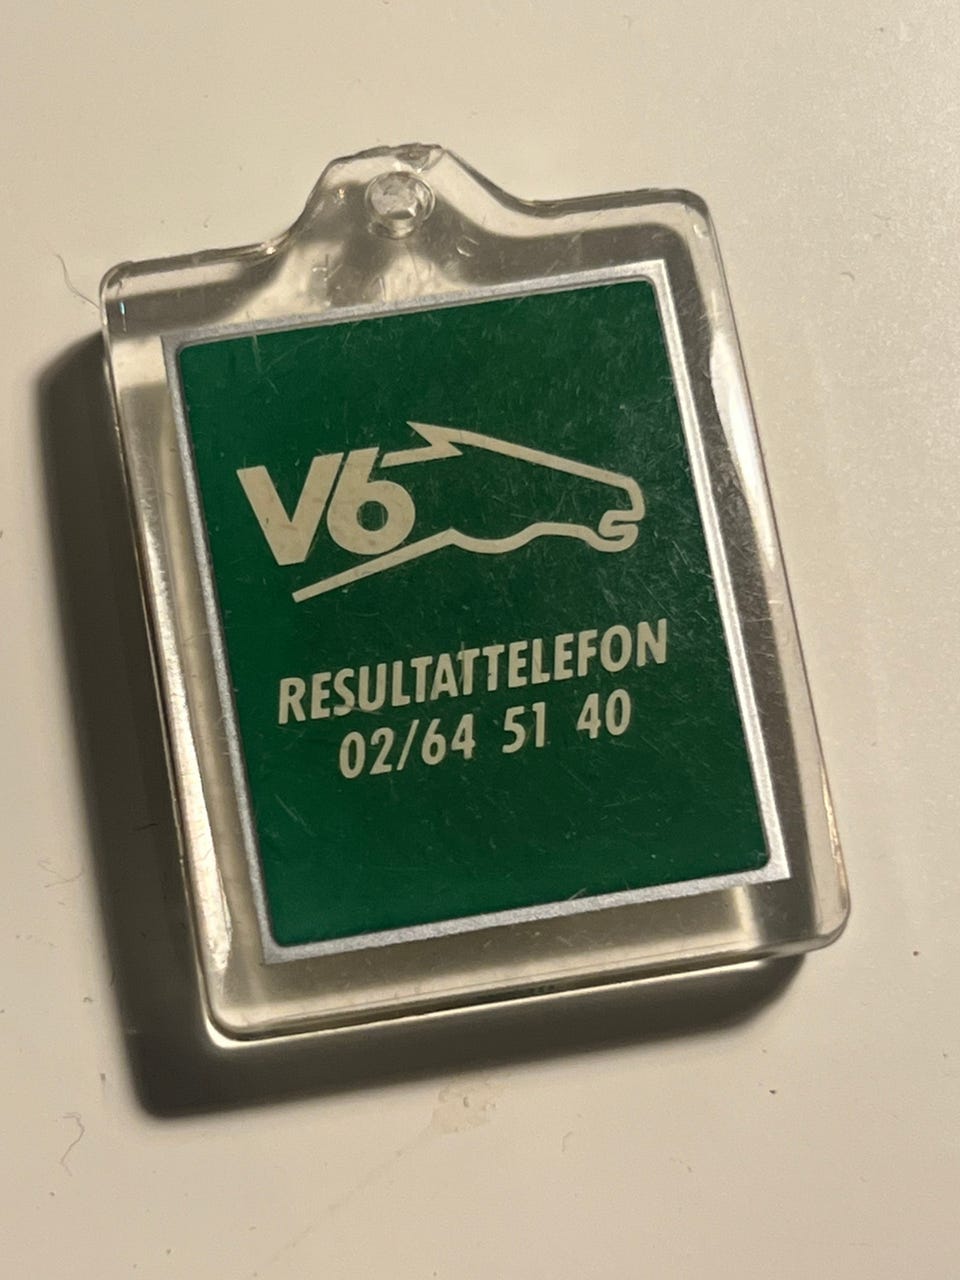 V6
RESULTATTELEFON
02/64 51 40